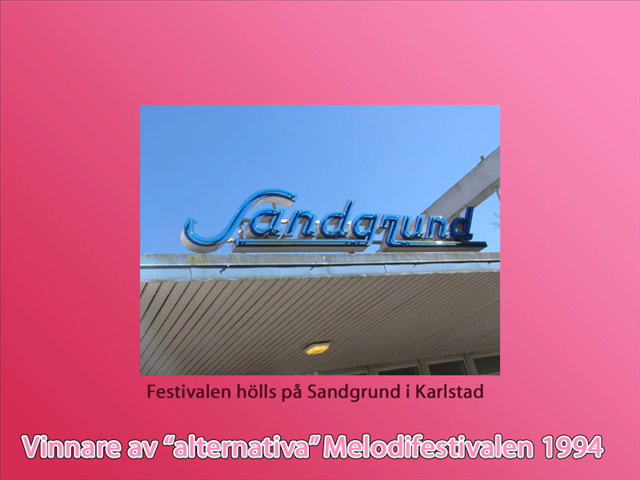 Sandgrund
Festivalen hölls på Sandgrund i Karlstad
Vinnare av “alternativa” Melodifestivalen 1994